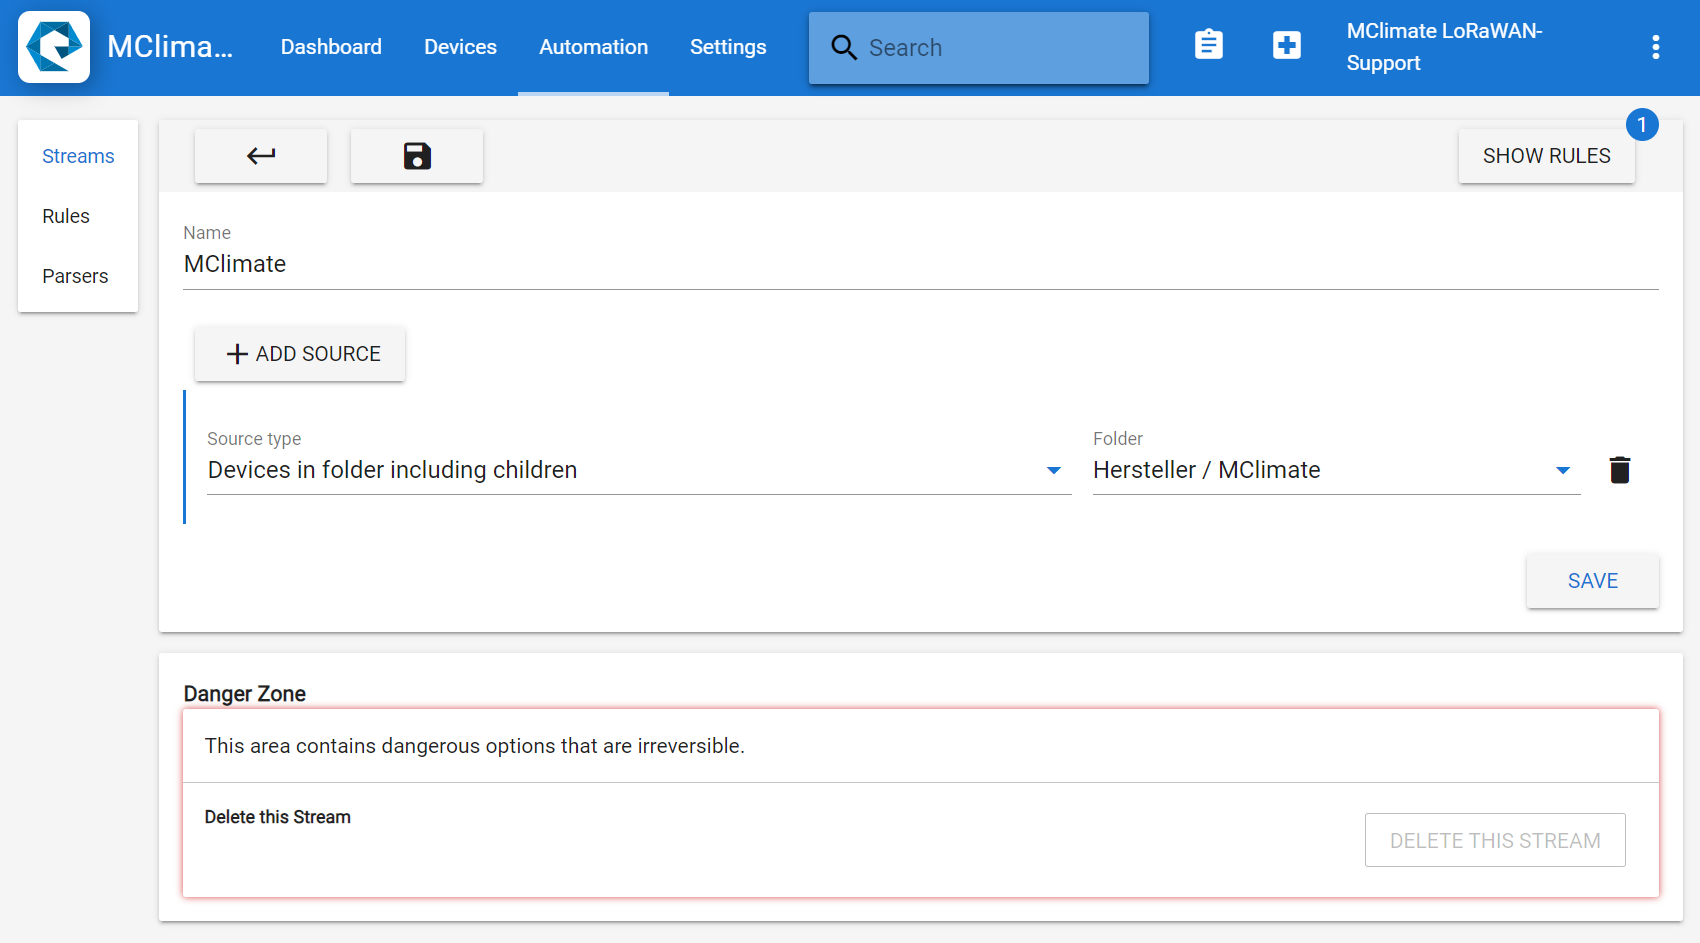 MClima...
Dashboard
Devices
Automation
Settings
Search
MClimate LoRaWAN-
Support
Streams
Rules
Parsers
SHOW RULES
1
Name
MClimate
ADD SOURCE
Source type
Devices in folder including children
Folder
Hersteller / MClimate
SAVE
Danger Zone
This area contains dangerous options that are irreversible.
Delete this Stream
DELETE THIS STREAM